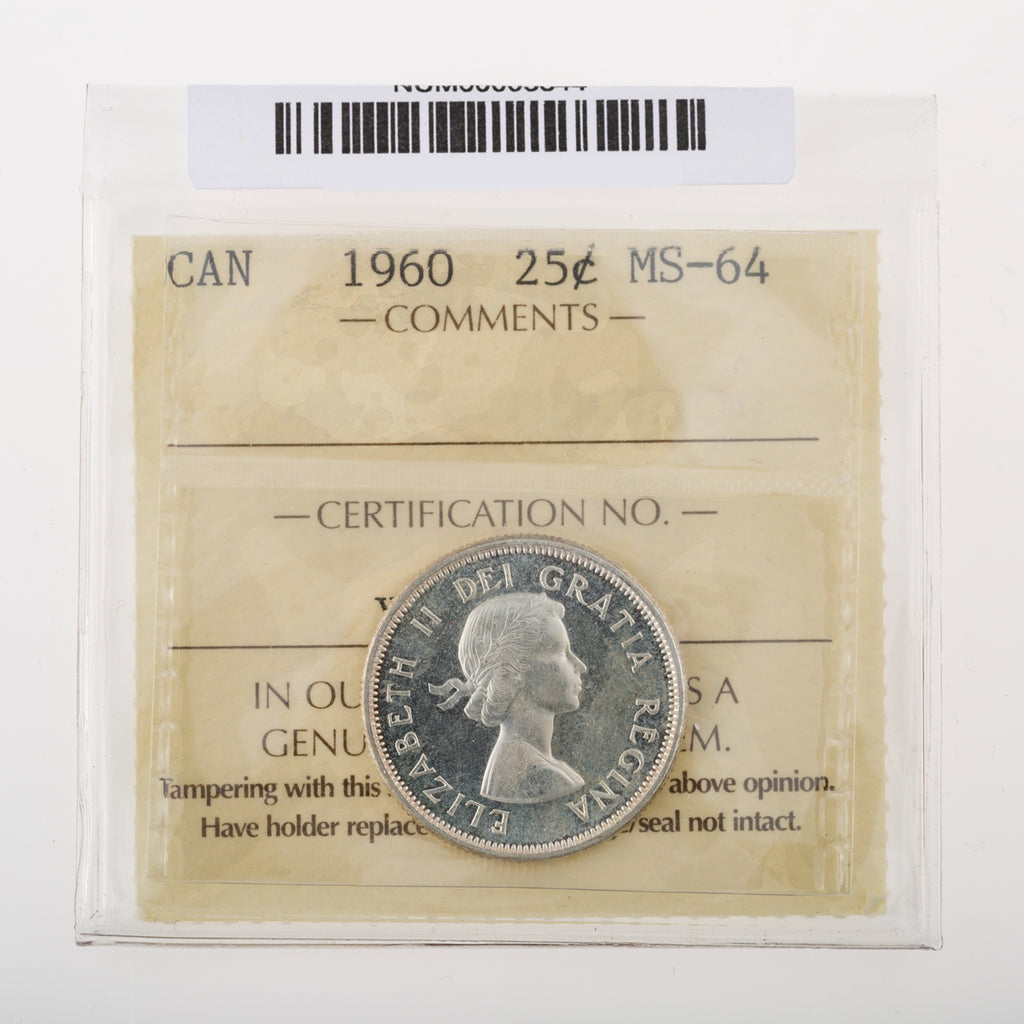 CAN 1960 25¢ MS-64
— COMMENTS —
— CERTIFICATION NO. —
ELIZABETH II DEI GRATIA REGINA
IN OU S A
GENU EM.
Tampering with this above opinion.
Have holder replace /seal not intact.